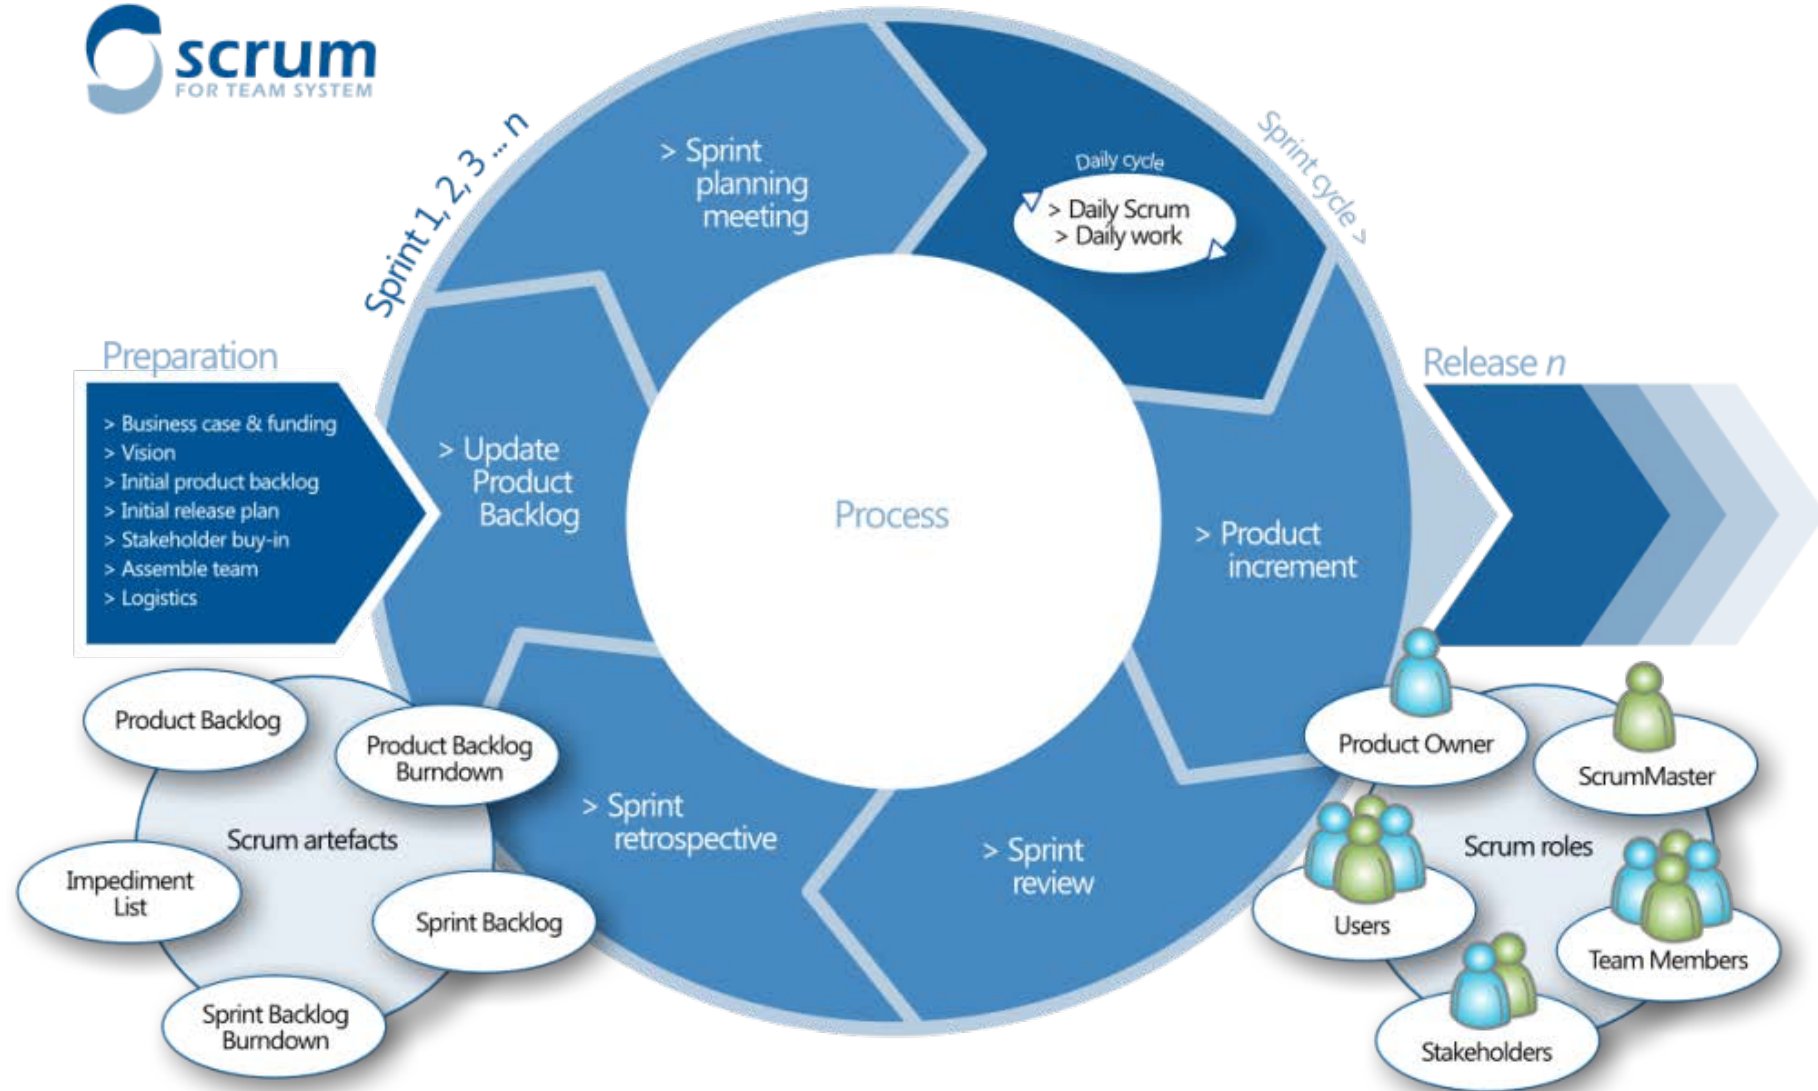 scrum
FOR TEAM SYSTEM
Sprint 1, 2, 3 ... n
Sprint cycle >
> Sprint
planning
meeting
Daily cycle
> Daily Scrum
> Daily work
Preparation
> Business case & funding
> Vision
> Initial product backlog
> Initial release plan
> Stakeholder buy-in
> Assemble team
> Logistics
> Update
Product
Backlog
Process
> Product
increment
Release n
> Sprint
retrospective
> Sprint
review
Product Backlog
Product Backlog
Burndown
Scrum artefacts
Impediment
List
Sprint Backlog
Sprint Backlog
Burndown
Product Owner
ScrumMaster
Scrum roles
Users
Team Members
Stakeholders